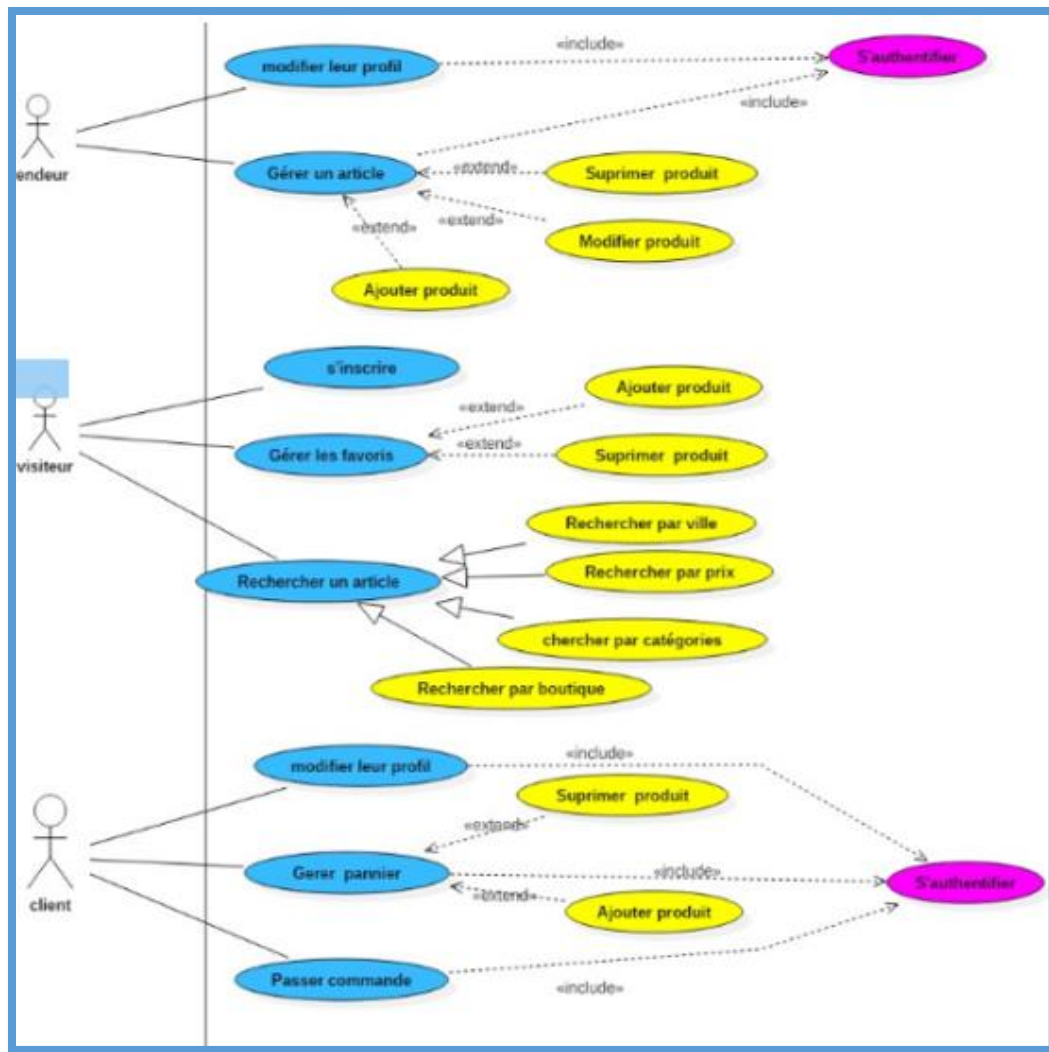 modifier leur profil
«include»
S'authentifier
«include»
endeur
Gérer un article
«extend»
Suprimer produit
«extend»
Modifier produit
«extend»
Ajouter produit
s'inscrire
Ajouter produit
«extend»
visiteur
Gérer les favoris
«extend»
Suprimer produit
Rechercher par ville
Rechercher un article
Rechercher par prix
chercher par catégories
Rechercher par boutique
modifier leur profil
«include»
Suprimer produit
«extend»
client
Gerer pannier
«include»
S'authentifier
«extend»
Ajouter produit
Passer commande
«include»